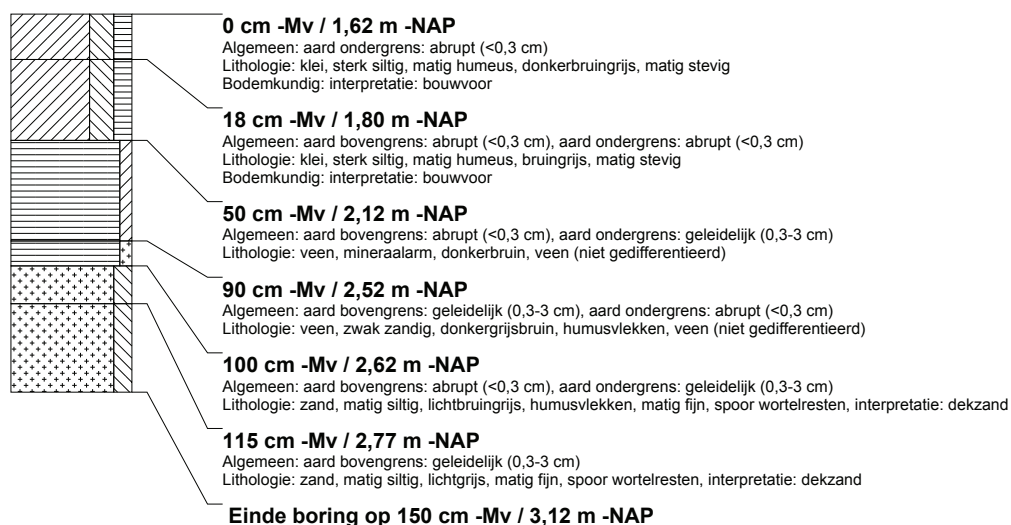 0 cm -Mv / 1,62 m -NAP
Algemeen: aard ondergrens: abrupt (<0,3 cm)
Lithologie: klei, sterk siltig, matig humeus, donkerbruingrijs, matig stevig
Bodemkundig: interpretatie: bouwvoor
18 cm -Mv / 1,80 m -NAP
Algemeen: aard bovengrens: abrupt (<0,3 cm), aard ondergrens: abrupt (<0,3 cm)
Lithologie: klei, sterk siltig, matig humeus, bruingrijs, matig stevig
Bodemkundig: interpretatie: bouwvoor
50 cm -Mv / 2,12 m -NAP
Algemeen: aard bovengrens: abrupt (<0,3 cm), aard ondergrens: geleidelijk (0,3-3 cm)
Lithologie: veen, mineraalarm, donkerbruin, veen (niet gedifferentieerd)
90 cm -Mv / 2,52 m -NAP
Algemeen: aard bovengrens: geleidelijk (0,3-3 cm), aard ondergrens: abrupt (<0,3 cm)
Lithologie: veen, zwak zandig, donkergrijsbruin, humusvlekken, veen (niet gedifferentieerd)
100 cm -Mv / 2,62 m -NAP
Algemeen: aard bovengrens: abrupt (<0,3 cm), aard ondergrens: geleidelijk (0,3-3 cm)
Lithologie: zand, matig siltig, lichtbruingrijs, humusvlekken, matig fijn, spoor wortelresten, interpretatie: dekzand
115 cm -Mv / 2,77 m -NAP
Algemeen: aard bovengrens: geleidelijk (0,3-3 cm)
Lithologie: zand, matig siltig, lichtgrijs, matig fijn, spoor wortelresten, interpretatie: dekzand
Einde boring op 150 cm -Mv / 3,12 m -NAP